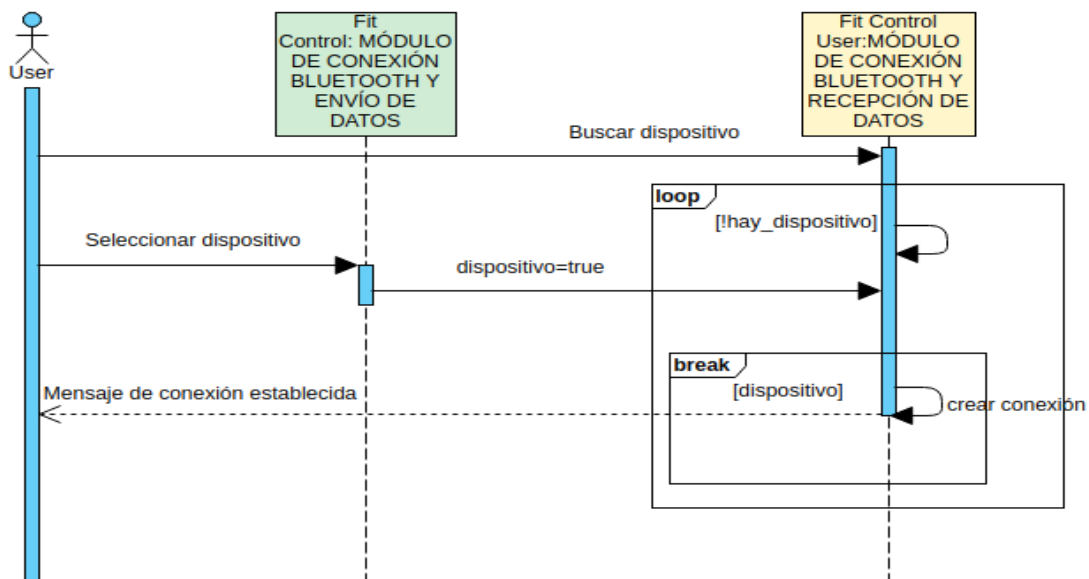 User
Fit
Control: MÓDULO
DE CONEXIÓN
BLUETOOTH Y
ENVÍO DE
DATOS
Fit Control
User:MÓDULO
DE CONEXIÓN
BLUETOOTH Y
RECEPCIÓN DE
DATOS
Buscar dispositivo
loop
[!hay_dispositivo]
Seleccionar dispositivo
dispositivo=true
break
[dispositivo]
Mensaje de conexión establecida
crear conexión